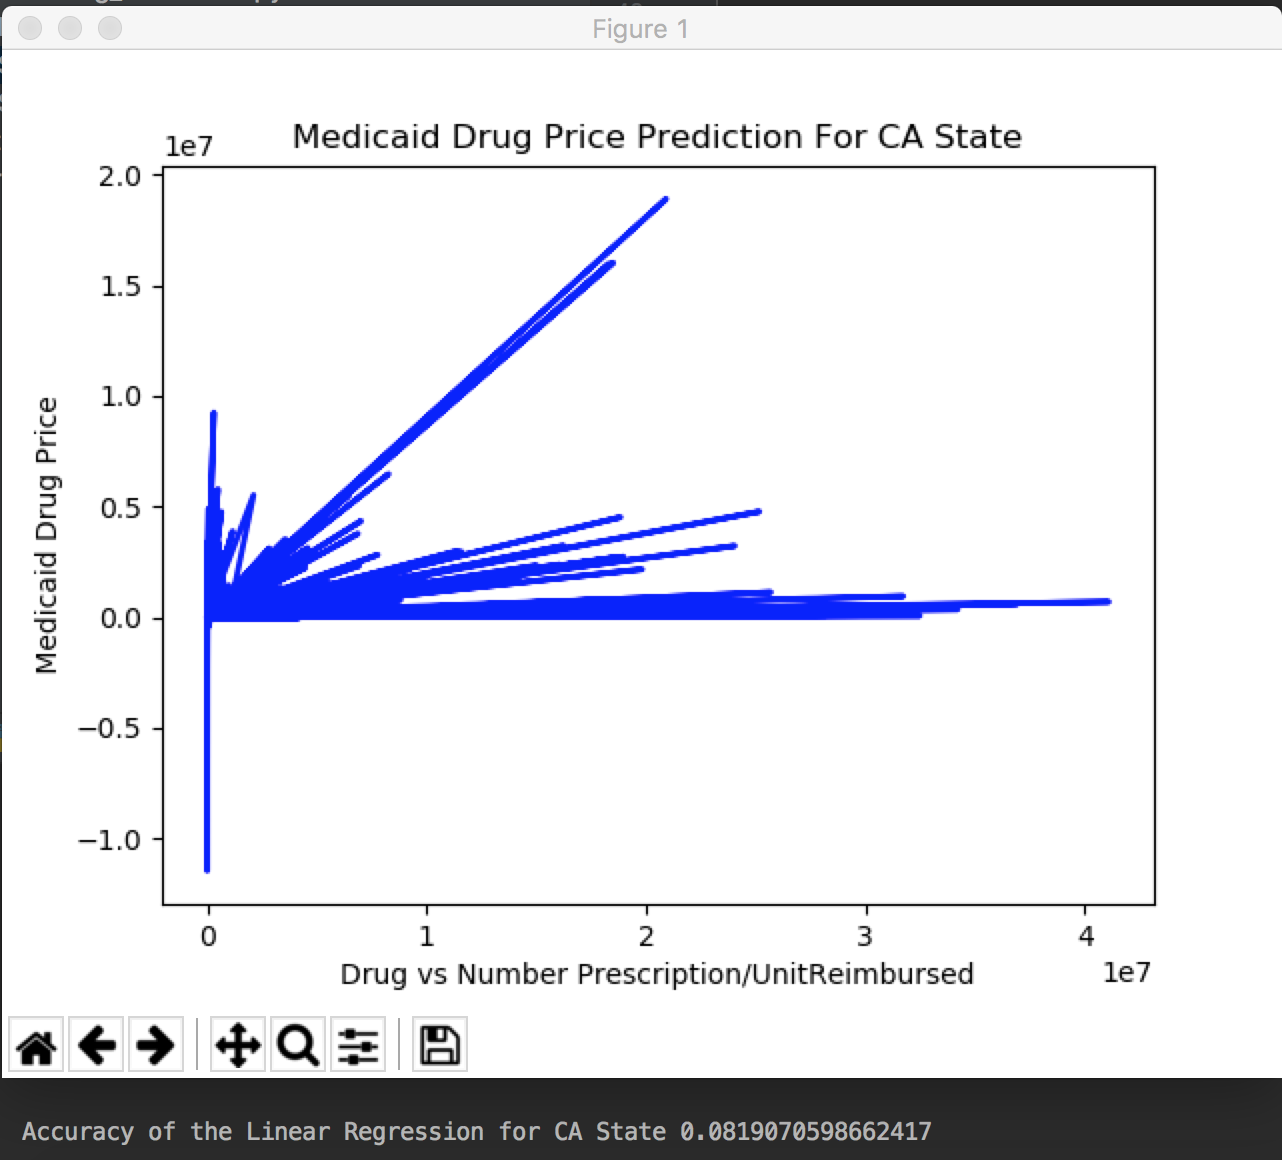 Figure 1
Medicaid Drug Price Prediction For CA State
1e7
2.0
1.5
1.0
0.5
0.0
−0.5
−1.0
Medicaid Drug Price
0 1 2 3 4
1e7
Drug vs Number Prescription/UnitReimbursed
Accuracy of the Linear Regression for CA State 0.0819070598662417